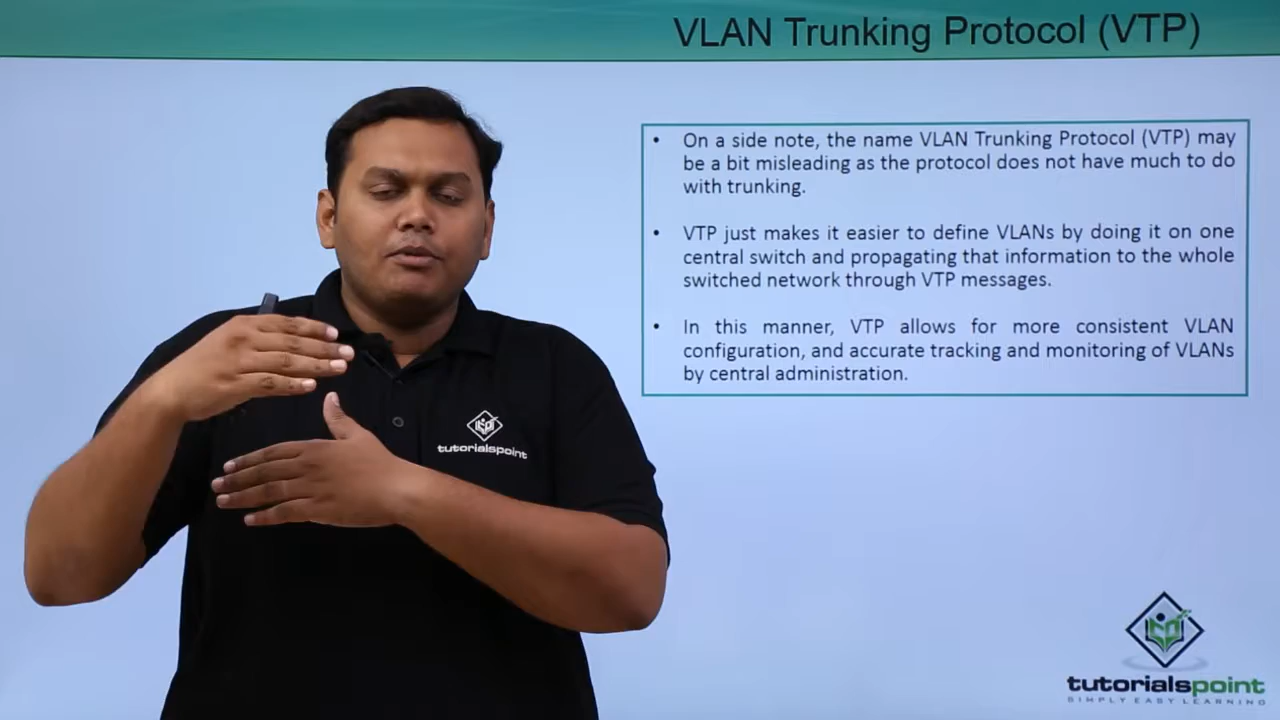 VLAN Trunking Protocol (VTP)
• On a side note, the name VLAN Trunking Protocol (VTP) may
be a bit misleading as the protocol does not have much to do
with trunking.
• VTP just makes it easier to define VLANs by doing it on one
central switch and propagating that information to the whole
switched network through VTP messages.
• In this manner, VTP allows for more consistent VLAN
configuration, and accurate tracking and monitoring of VLANs
by central administration.
tutorialspoint
tutorialspoint
SIMPLY EASY LEARNING